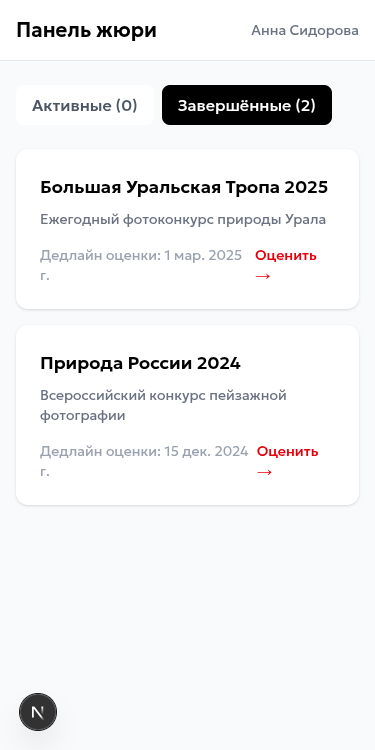 Панель жюри
Анна Сидорова
Активные (0)
Завершённые (2)
Большая Уральская Тропа 2025
Ежегодный фотоконкурс природы Урала
Дедлайн оценки: 1 мар. 2025
г.
Оценить
→
Природа России 2024
Всероссийский конкурс пейзажной
фотографии
Дедлайн оценки: 15 дек. 2024
г.
Оценить
→
N